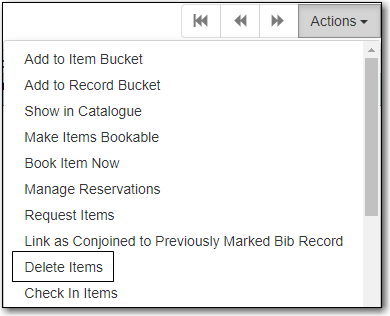 Actions
Add to Item Bucket
Add to Record Bucket
Show in Catalogue
Make Items Bookable
Book Item Now
Manage Reservations
Request Items
Link as Conjoined to Previously Marked Bib Record
Delete Items
Check In Items